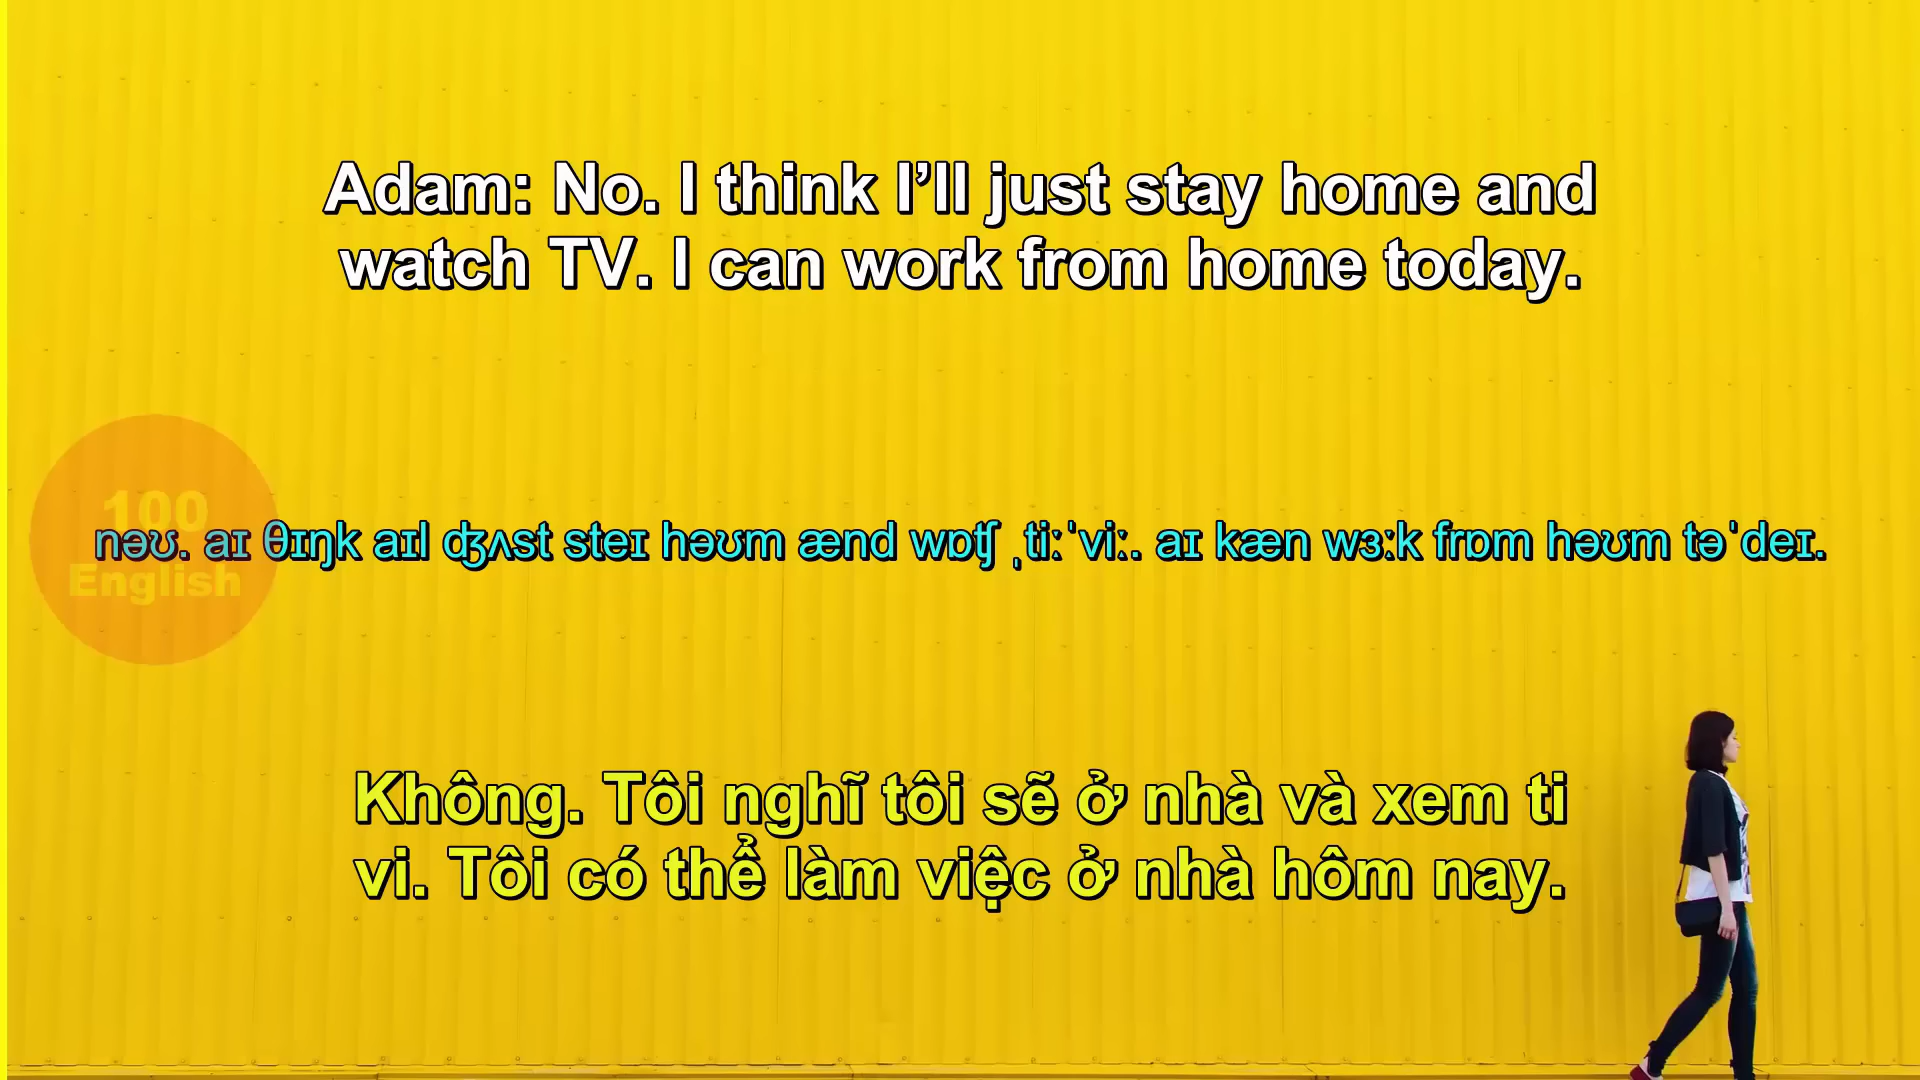 Adam: No. I think I’ll just stay home and
watch TV. I can work from home today.
100
English
nəʊ. aɪ θɪŋk aɪl ʤʌst steɪ həʊm ænd wɒʧ ˌtiːˈviː. aɪ kæn wɜːk frɒm həʊm təˈdeɪ.
Không. Tôi nghĩ tôi sẽ ở nhà và xem ti
vi. Tôi có thể làm việc ở nhà hôm nay.